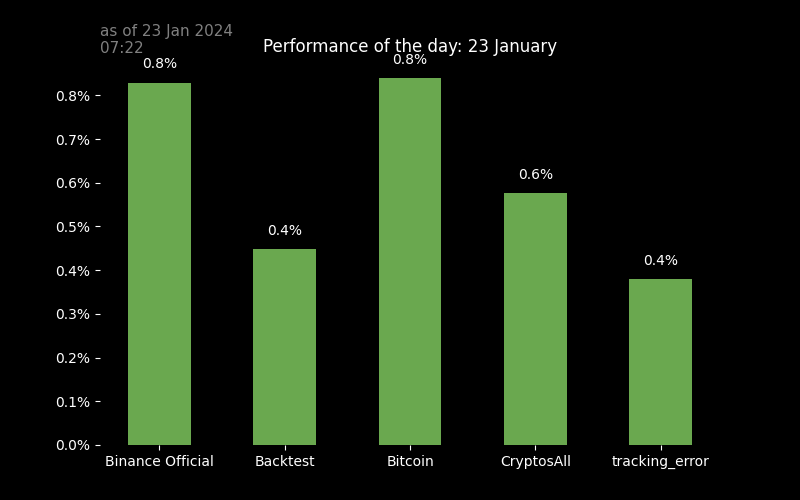 as of 23 Jan 2024
07:22
Performance of the day: 23 January
0.8%
0.8%
0.8%
0.7%
0.6%
0.6%
0.5%
0.4%
0.4%
0.4%
0.3%
0.2%
0.1%
0.0%
Binance Official
Backtest
Bitcoin
CryptosAll
tracking_error